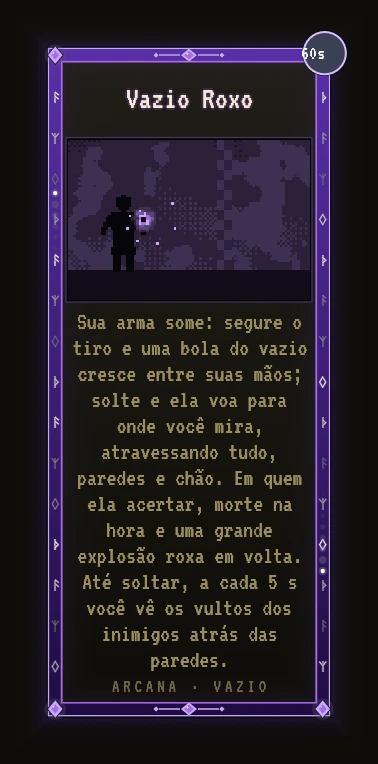 60s
Vazio Roxo
Sua arma some: segure o
tiro e uma bola do vazio
cresce entre suas mãos;
solte e ela voa para
onde você mira,
atravessando tudo,
paredes e chão. Em quem
ela acertar, morte na
hora e uma grande
explosão roxa em volta.
Até soltar, a cada 5 s
você vê os vultos dos
inimigos atrás das
paredes.
ARCANA · VAZIO